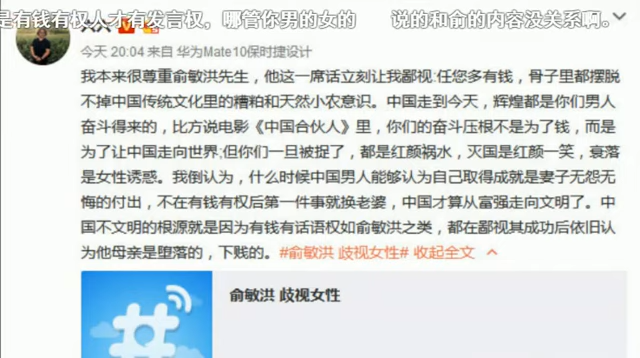 是有钱有权人才有发言权，哪管你男的女的
说的和俞的内容没关系啊。
今天 20:04 来自 华为Mate10保时捷设计
我本来很尊重俞敏洪先生，他这一席话立刻让我鄙视:任您多有钱，骨子里都摆脱
不掉中国传统文化里的糟粕和天然小农意识。中国走到今天，辉煌都是你们男人
奋斗得来的，比方说电影《中国合伙人》里，你们的奋斗压根不是为了钱，而是
为了让中国走向世界;但你们一旦被捉了，都是红颜祸水，灭国是红颜一笑，衰落
是女性诱惑。我倒认为，什么时候中国男人能够认为自己取得成就是妻子无怨无
悔的付出，不在有钱有权后第一件事就换老婆，中国才算从富强走向文明了。中
国不文明的根源就是因为有钱有话语权如俞敏洪之类，都在鄙视其成功后依旧认
为他母亲是堕落的，下贱的。#俞敏洪 歧视女性# 收起全文
俞敏洪 歧视女性